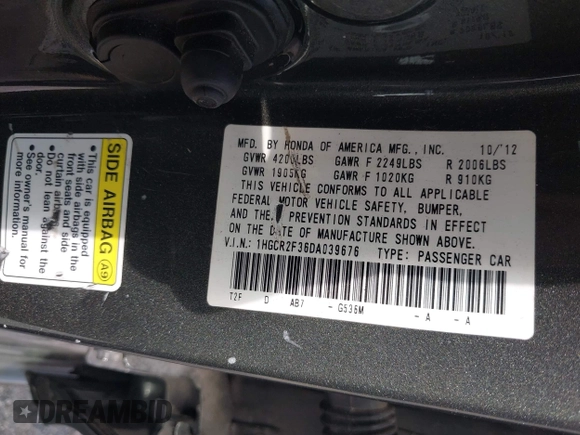 MFD. BY HONDA OF AMERICA MFG., INC. 10/12
GVWR LBS GAWR F 2249LBS R 2006LBS
GVWR 1905KG GAWR F 1020KG R 910KG
THIS VEHICLE CONFORMS TO ALL APPLICABLE
FEDERAL MOTOR VEHICLE SAFETY, BUMPER,
AND PREVENTION STANDARDS IN EFFECT
ON THE DATE OF MANUFACTURE SHOWN ABOVE.
V.I.N.: 1HGCR2F36DA039676 TYPE: PASSENGER CAR
T2F D AB7 - G536M - A - A
SIDE AIRBAG A9
• This car is equipped
with side airbags in the
front seats and side
curtain airbags.
• Do not lean against the
door.
• See owner's manual for
more information.
DREAMBID